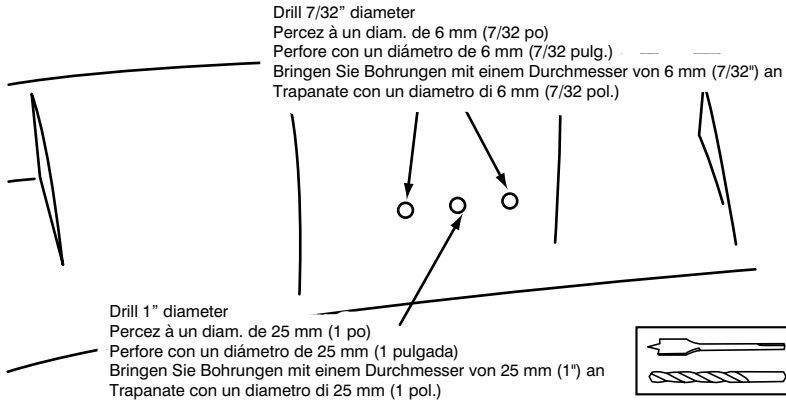 Drill 7/32” diameter
Percez à un diam. de 6 mm (7/32 po)
Perfore con un diámetro de 6 mm (7/32 pulg.)
Bringen Sie Bohrungen mit einem Durchmesser von 6 mm (7/32") an
Trapanate con un diametro di 6 mm (7/32 pol.)
Drill 1” diameter
Percez à un diam. de 25 mm (1 po)
Perfore con un diámetro de 25 mm (1 pulgada)
Bringen Sie Bohrungen mit einem Durchmesser von 25 mm (1") an
Trapanate con un diametro di 25 mm (1 pol.)